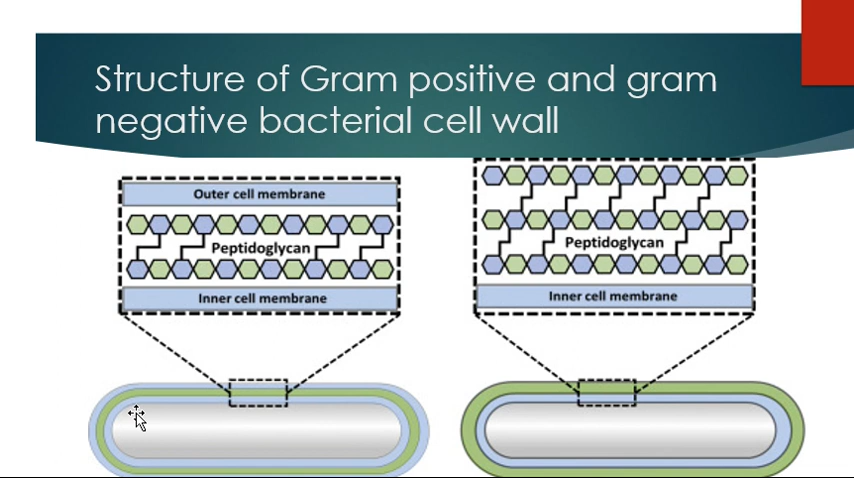 Structure of Gram positive and gram
negative bacterial cell wall
Outer cell membrane
Peptidoglycan
Inner cell membrane
Peptidoglycan
Inner cell membrane